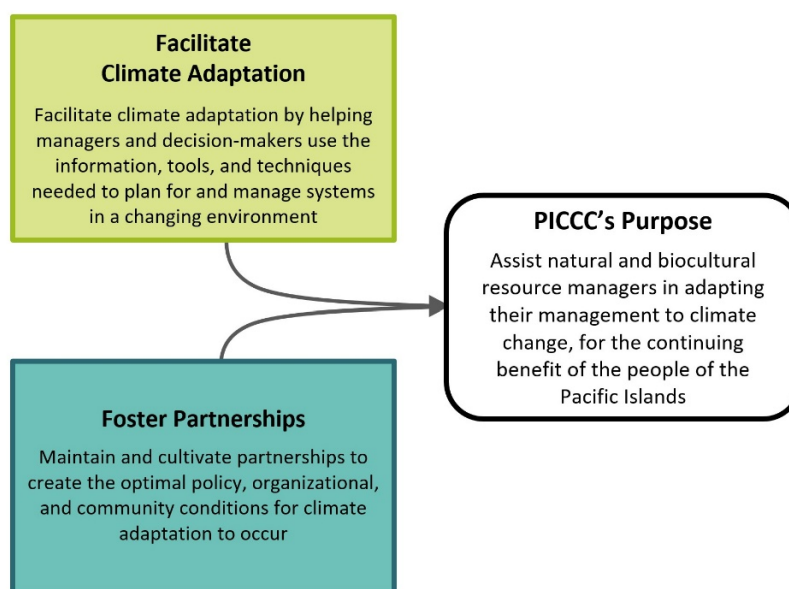 Facilitate
Climate Adaptation
Facilitate climate adaptation by helping
managers and decision-makers use the
information, tools, and techniques
needed to plan for and manage systems
in a changing environment
PICCC's Purpose
Assist natural and biocultural
resource managers in adapting
their management to climate
change, for the continuing
benefit of the people of the
Pacific Islands
Foster Partnerships
Maintain and cultivate partnerships to
create the optimal policy, organizational,
and community conditions for climate
adaptation to occur